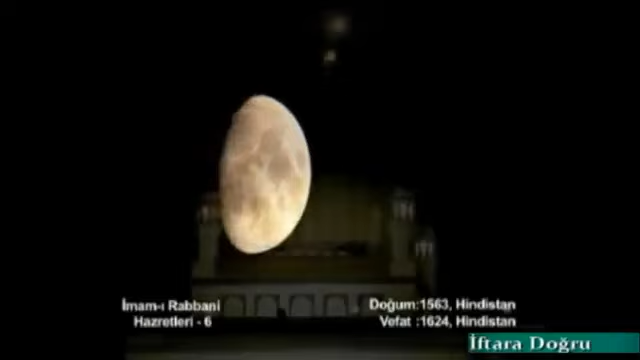 İmam-ı Rabbani
Hazretleri - 6
Doğum:1563, Hindistan
Vefat :1624, Hindistan
İftara Doğru